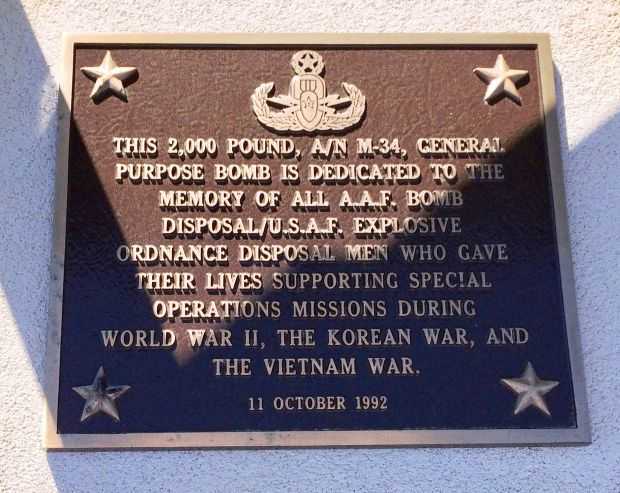 THIS 2,000 POUND, A/N M-34, GENERAL
PURPOSE BOMB IS DEDICATED TO THE
MEMORY OF ALL A.A.F. BOMB
DISPOSAL/U.S.A.F. EXPLOSIVE
ORDNANCE DISPOSAL MEN WHO GAVE
THEIR LIVES SUPPORTING SPECIAL
OPERATIONS MISSIONS DURING
WORLD WAR II, THE KOREAN WAR, AND
THE VIETNAM WAR.
11 OCTOBER 1992